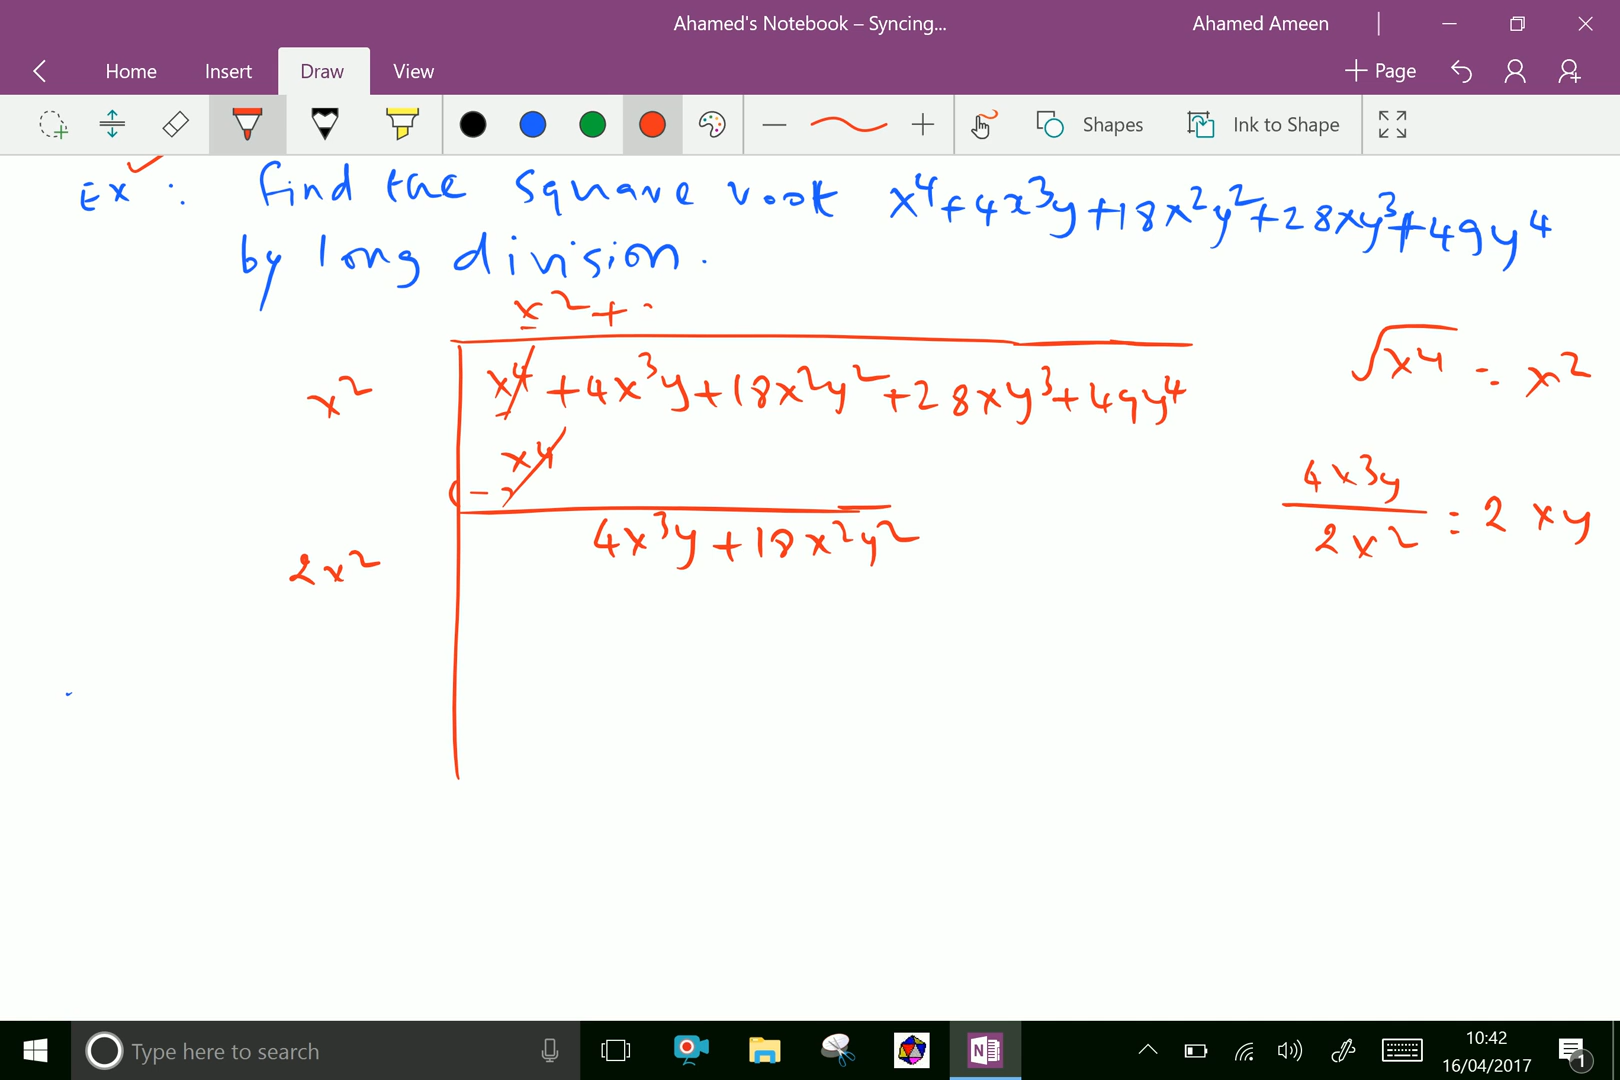 Ahamed's Notebook – Syncing...
Ahamed Ameen
Home Insert Draw View
Page
Shapes
Ink to Shape
Ex : find the square root x⁴+4x³y+18x²y²+28xy³+49y⁴
by long division.
x²+
x²
x⁴+4x³y+18x²y²+28xy³+49y⁴
√x⁴ = x²
x⁴
(-)
2x²
4x³y+18x²y²
4x³y / 2x² = 2xy
Type here to search
10:42
16/04/2017
1